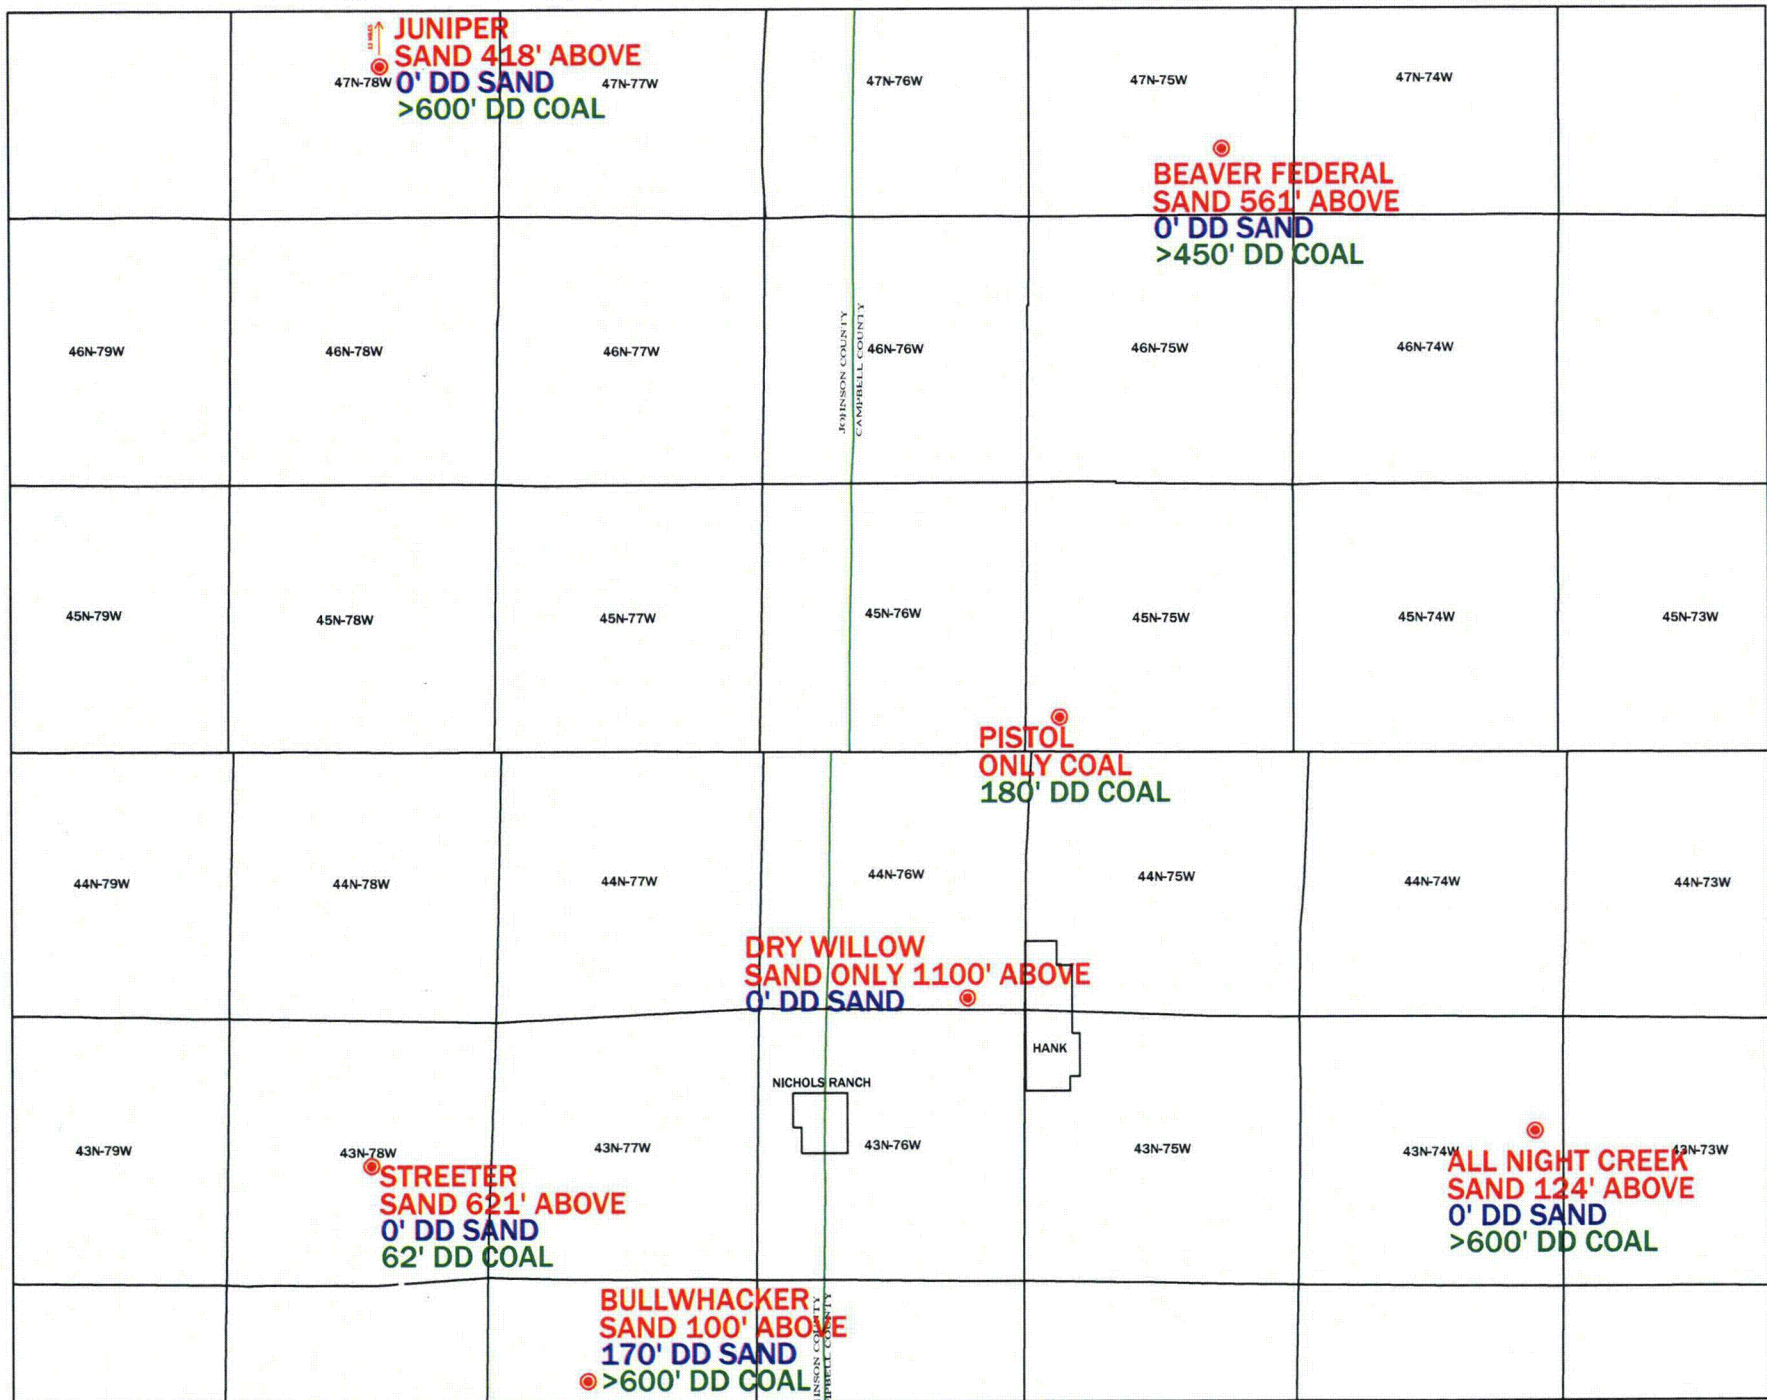 12 MILES
JUNIPER
SAND 418' ABOVE
0' DD SAND
>600' DD COAL
47N-78W
47N-77W
47N-76W
47N-75W
47N-74W
BEAVER FEDERAL
SAND 561' ABOVE
0' DD SAND
>450' DD COAL
JOHNSON COUNTY
CAMPBELL COUNTY
46N-79W
46N-78W
46N-77W
46N-76W
46N-75W
46N-74W
45N-79W
45N-78W
45N-77W
45N-76W
45N-75W
45N-74W
45N-73W
PISTOL
ONLY COAL
180' DD COAL
44N-79W
44N-78W
44N-77W
44N-76W
44N-75W
44N-74W
44N-73W
DRY WILLOW
SAND ONLY 1100' ABOVE
0' DD SAND
HANK
NICHOLS RANCH
43N-79W
43N-78W
43N-77W
43N-76W
43N-75W
43N-74W
43N-73W
STREETER
SAND 621' ABOVE
0' DD SAND
62' DD COAL
ALL NIGHT CREEK
SAND 124' ABOVE
0' DD SAND
>600' DD COAL
BULLWHACKER
SAND 100' ABOVE
170' DD SAND
>600' DD COAL
NSON COUNTY
PBELL COUNTY